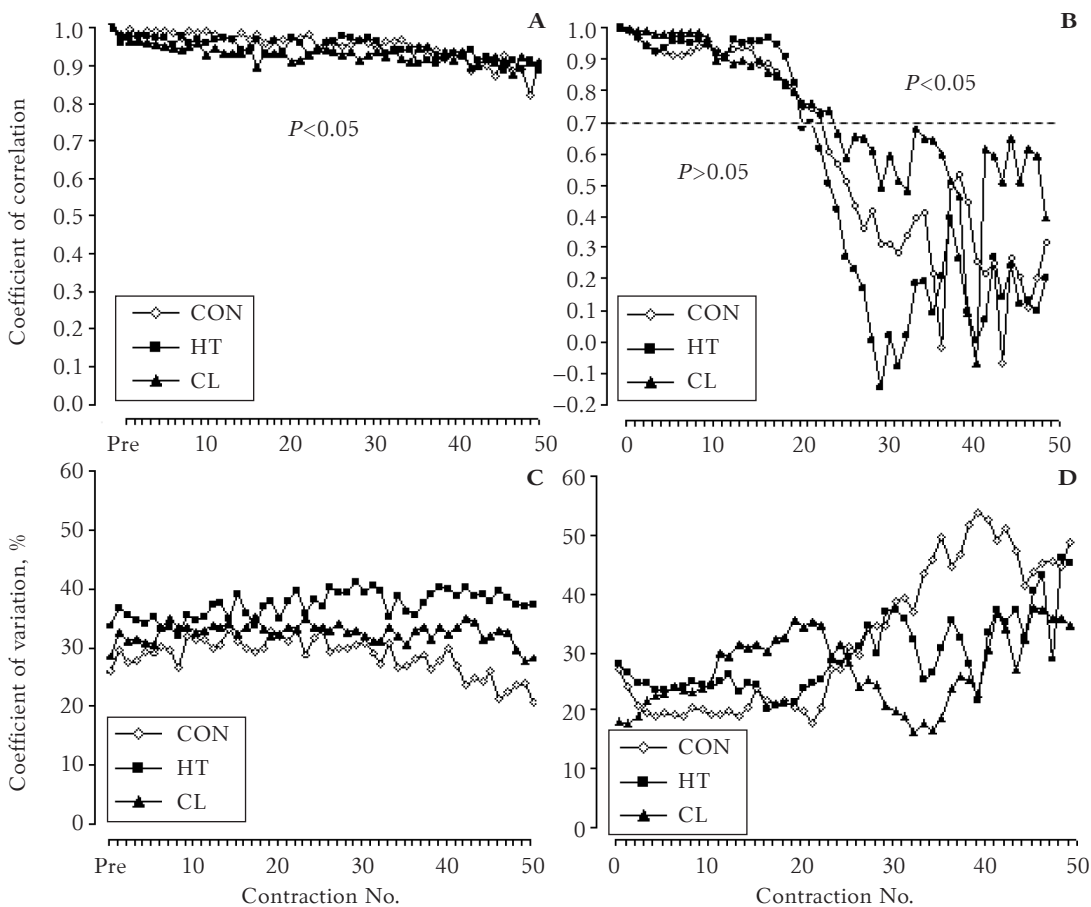 A
Coefficient of correlation
1.0
0.9
0.8
0.7
0.6
0.5
0.4
0.3
0.2
0.1
0.0
P<0.05
CON
HT
CL
Pre 10 20 30 40 50
B
1.0
0.9
0.8
0.7
0.6
0.5
0.4
0.3
0.2
0.1
0.0
−0.1
−0.2
P<0.05
P>0.05
CON
HT
CL
0 10 20 30 40 50
C
Coefficient of variation, %
60
50
40
30
20
10
0
CON
HT
CL
Pre 10 20 30 40 50
Contraction No.
D
60
50
40
30
20
10
0
CON
HT
CL
0 10 20 30 40 50
Contraction No.